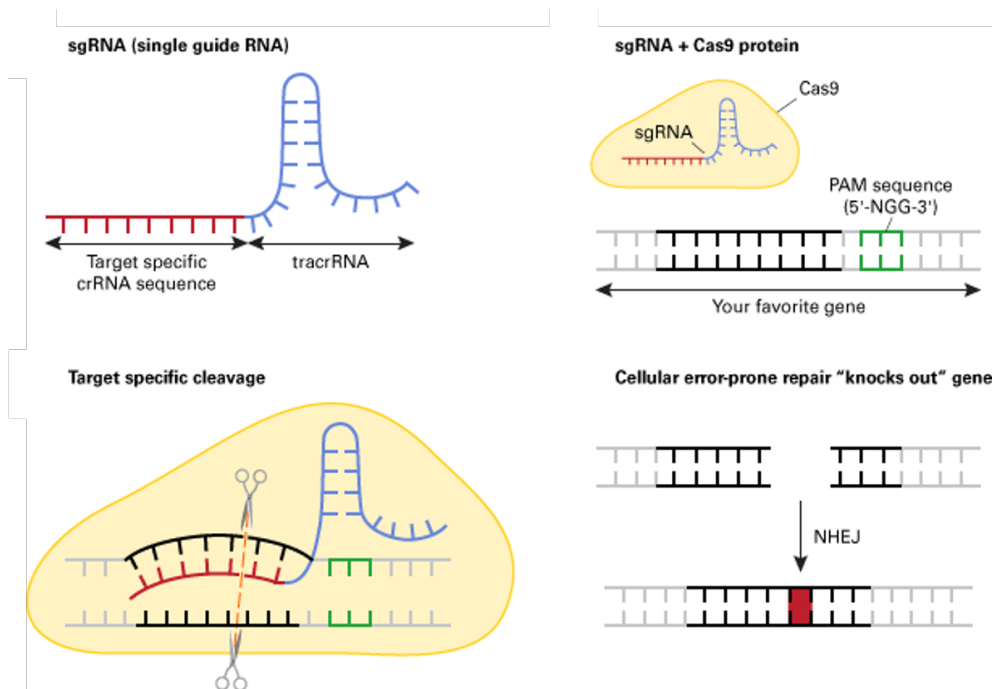 sgRNA (single guide RNA)
Target specific
crRNA sequence
tracrRNA
sgRNA + Cas9 protein
Cas9
sgRNA
PAM sequence
(5'-NGG-3')
Your favorite gene
Target specific cleavage
Cellular error-prone repair “knocks out” gene
NHEJ